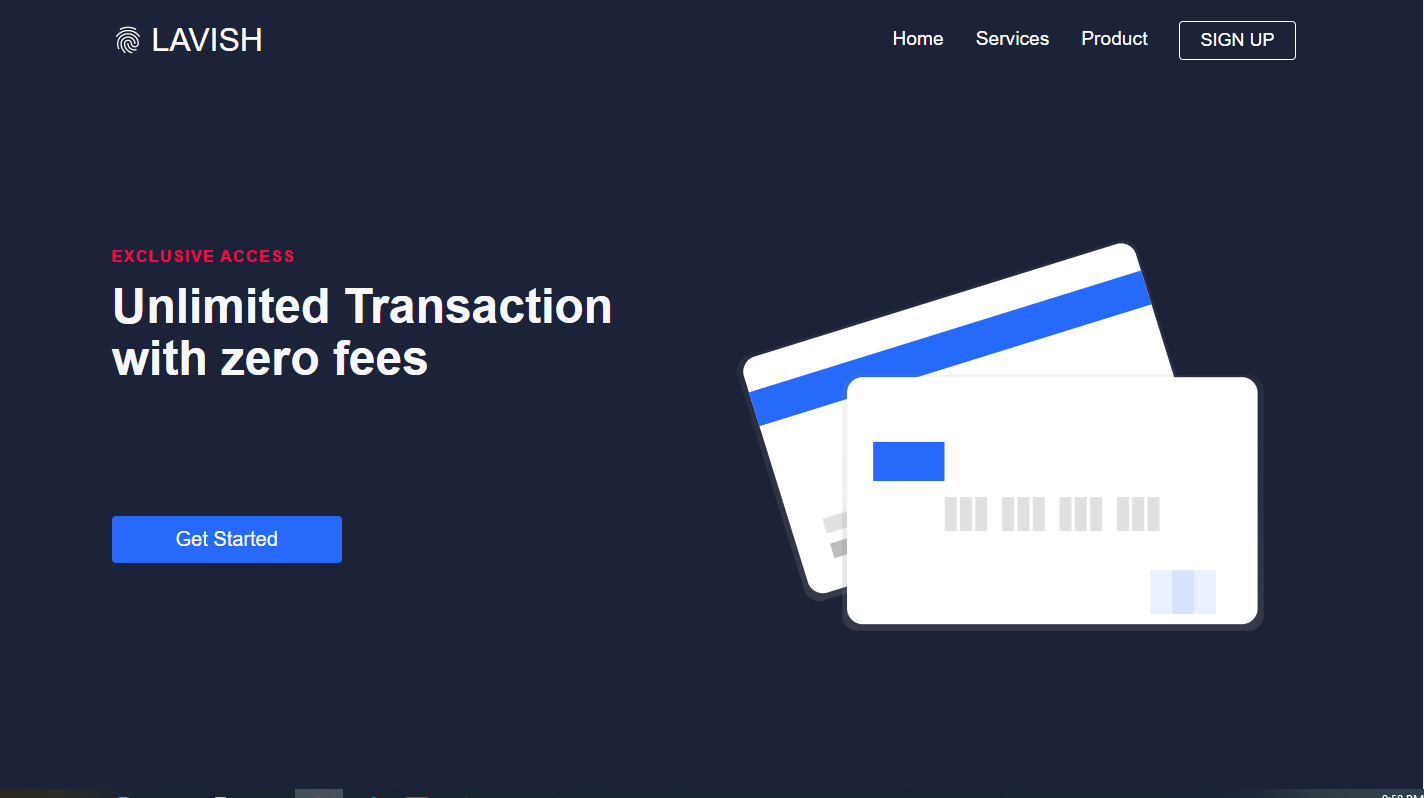 LAVISH
Home Services Product SIGN UP
EXCLUSIVE ACCESS
Unlimited Transaction
with zero fees
Get Started